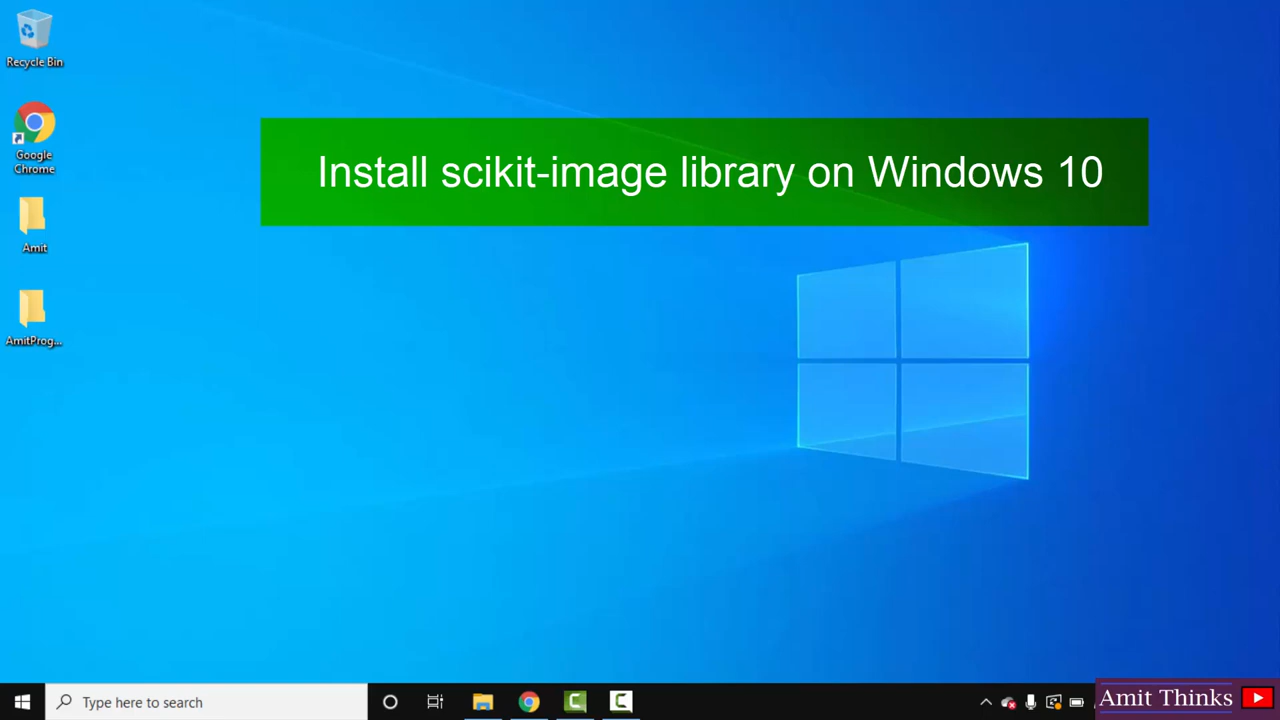 Recycle Bin
Install scikit-image library on Windows 10
Google
Chrome
Amit
AmitProg...
Type here to search
Amit Thinks